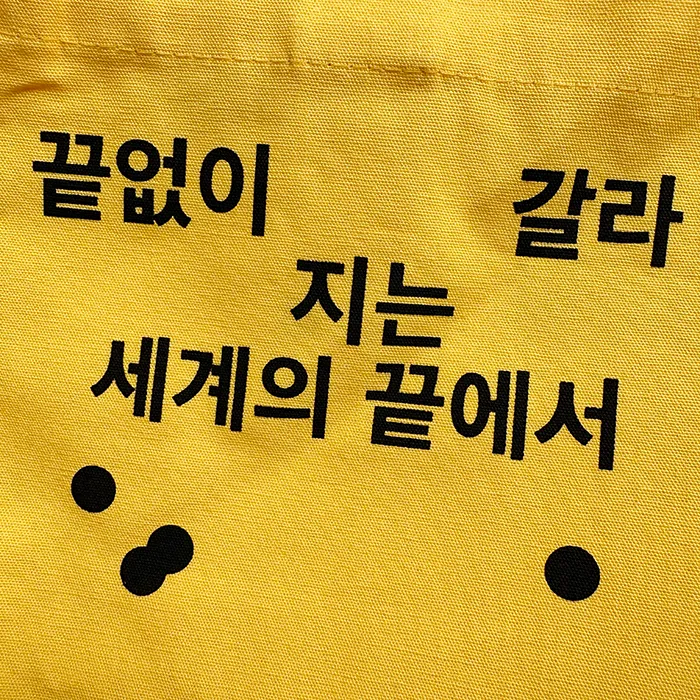 끝없이 갈라
지는
세계의 끝에서